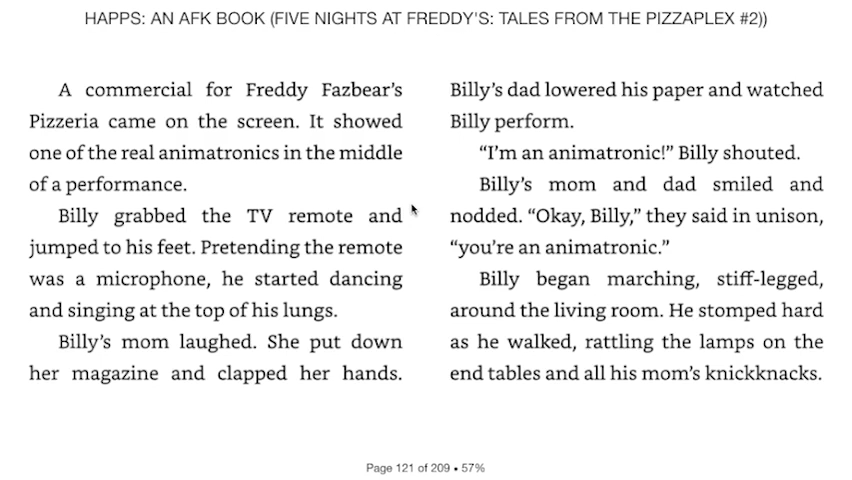 HAPPS: AN AFK BOOK (FIVE NIGHTS AT FREDDY'S: TALES FROM THE PIZZAPLEX #2))
A commercial for Freddy Fazbear’s
Pizzeria came on the screen. It showed
one of the real animatronics in the middle
of a performance.
Billy grabbed the TV remote and
jumped to his feet. Pretending the remote
was a microphone, he started dancing
and singing at the top of his lungs.
Billy’s mom laughed. She put down
her magazine and clapped her hands.
Billy’s dad lowered his paper and watched
Billy perform.
“I’m an animatronic!” Billy shouted.
Billy’s mom and dad smiled and
nodded. “Okay, Billy,” they said in unison,
“you’re an animatronic.”
Billy began marching, stiff-legged,
around the living room. He stomped hard
as he walked, rattling the lamps on the
end tables and all his mom’s knickknacks.
Page 121 of 209 • 57%